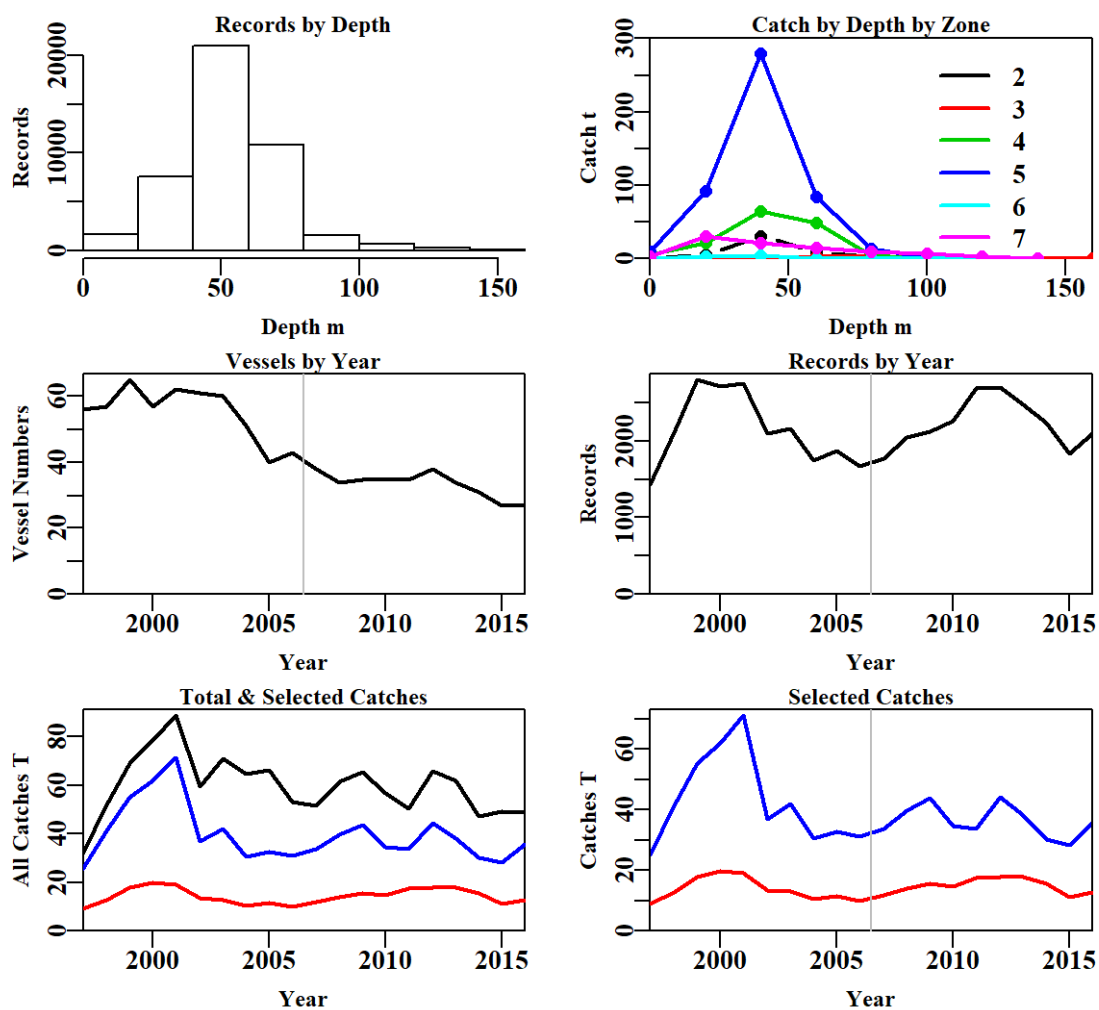 Records by Depth
Records
0
10000
20000
0
50
100
150
Depth m
Catch by Depth by Zone
Catch t
0
100
200
300
0
50
100
150
Depth m
2
3
4
5
6
7
Vessels by Year
Vessel Numbers
0
20
40
60
2000
2005
2010
2015
Year
Records by Year
Records
0
1000
2000
2000
2005
2010
2015
Year
Total & Selected Catches
All Catches T
0
20
40
60
80
2000
2005
2010
2015
Year
Selected Catches
Catches T
0
20
40
60
2000
2005
2010
2015
Year